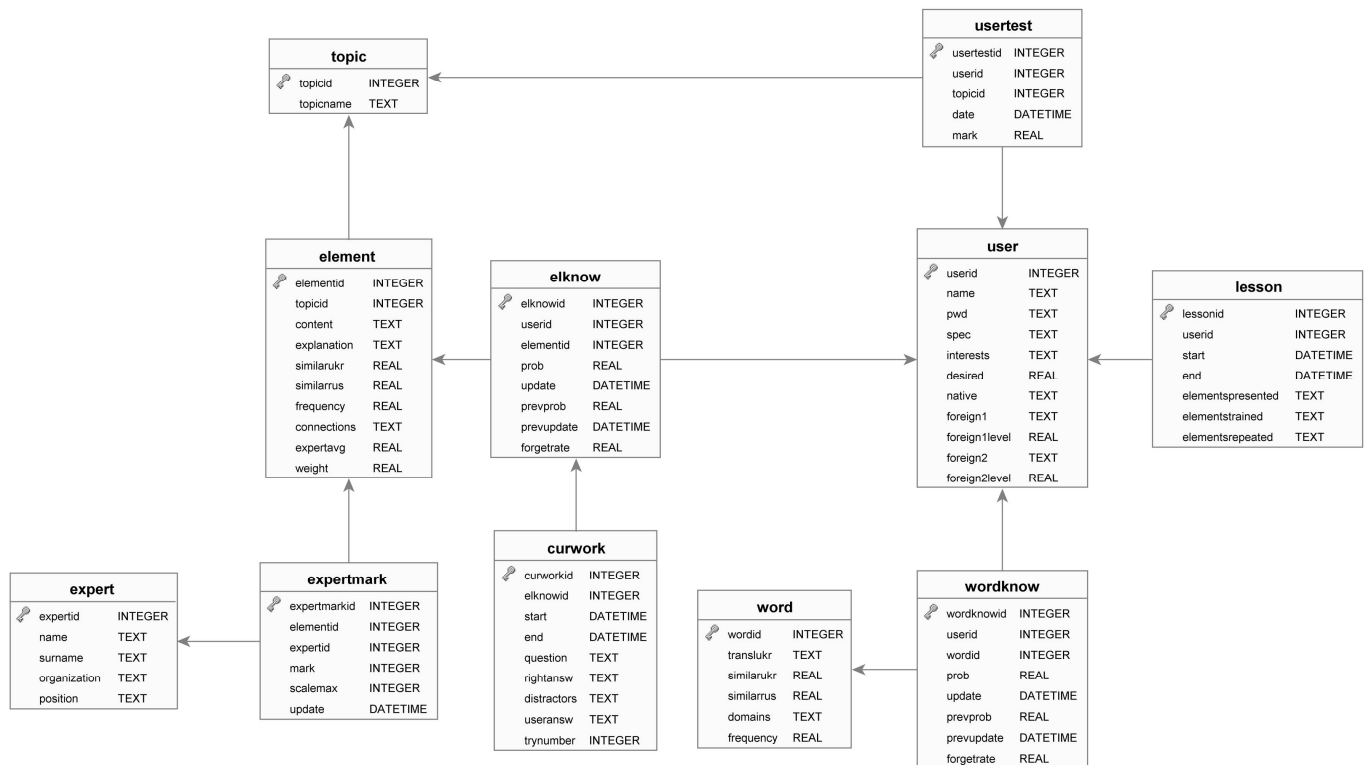 usertest
usertestid INTEGER
userid INTEGER
topicid INTEGER
date DATETIME
mark REAL
topic
topicid INTEGER
topicname TEXT
element
elementid INTEGER
topicid INTEGER
content TEXT
explanation TEXT
similarukr REAL
similarrus REAL
frequency REAL
connections TEXT
expertavg REAL
weight REAL
elknow
elknowid INTEGER
userid INTEGER
elementid INTEGER
prob REAL
update DATETIME
prevprob REAL
prevupdate DATETIME
forgetrate REAL
user
userid INTEGER
name TEXT
pwd TEXT
spec TEXT
interests TEXT
desired REAL
native TEXT
foreign1 TEXT
foreign1level REAL
foreign2 TEXT
foreign2level REAL
lesson
lessonid INTEGER
userid INTEGER
start DATETIME
end DATETIME
elementspresented TEXT
elementstrained TEXT
elementsrepeated TEXT
expert
expertid INTEGER
name TEXT
surname TEXT
organization TEXT
position TEXT
expertmark
expertmarkid INTEGER
elementid INTEGER
expertid INTEGER
mark INTEGER
scalemax INTEGER
update DATETIME
curwork
curworkid INTEGER
elknowid INTEGER
start DATETIME
end DATETIME
question TEXT
rightansw TEXT
distractors TEXT
useransw TEXT
trynumber INTEGER
word
wordid INTEGER
translukr TEXT
similarukr REAL
similarrus REAL
domains TEXT
frequency REAL
wordknow
wordknowid INTEGER
userid INTEGER
wordid INTEGER
prob REAL
update DATETIME
prevprob REAL
prevupdate DATETIME
forgetrate REAL